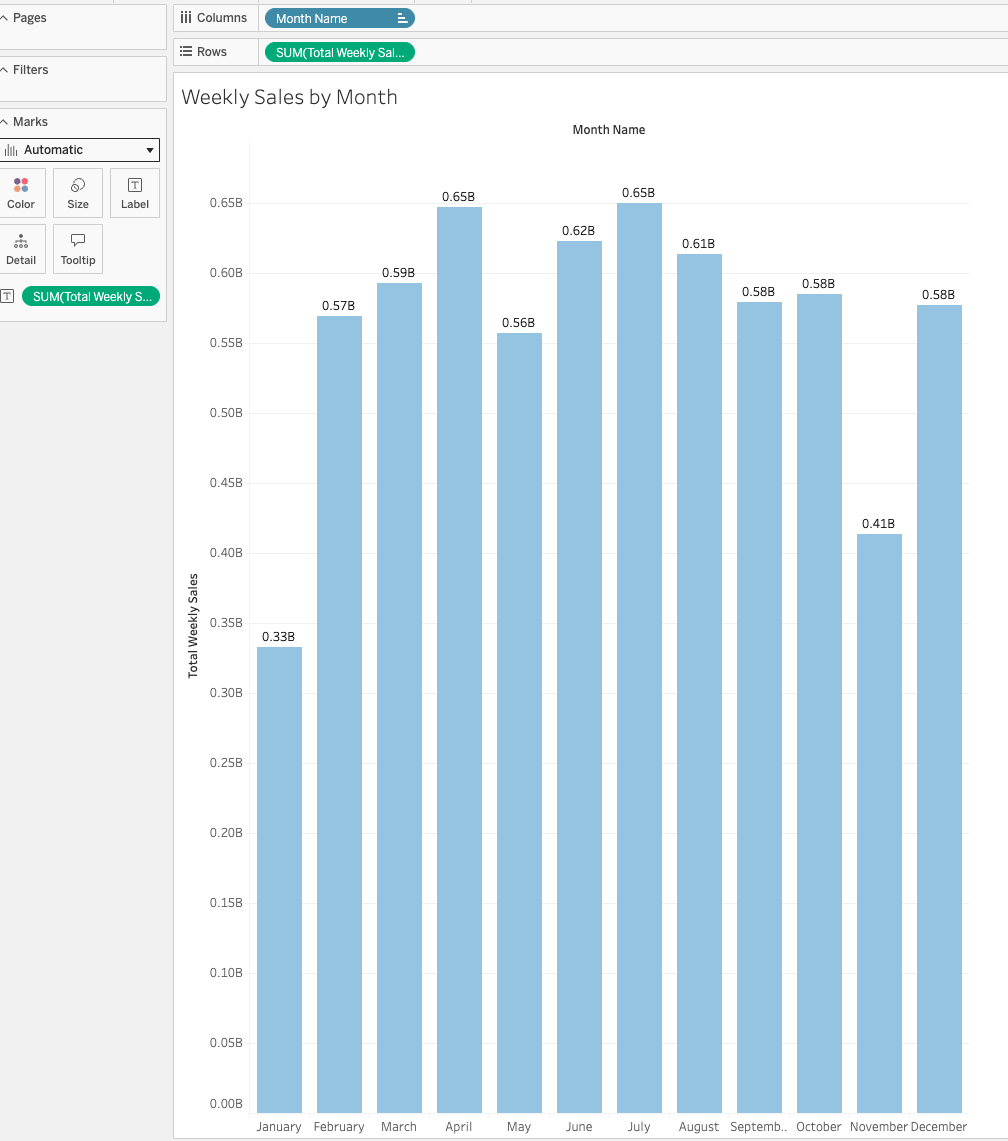 Pages
Columns
Month Name
Rows
SUM(Total Weekly Sal...
Filters
Marks
Automatic
Color
Size
Label
Detail
Tooltip
T
SUM(Total Weekly S...
Weekly Sales by Month
Month Name
0.65B
0.60B
0.55B
0.50B
0.45B
0.40B
0.35B
0.30B
0.25B
0.20B
0.15B
0.10B
0.05B
0.00B
Total Weekly Sales
0.33B
0.57B
0.59B
0.65B
0.56B
0.62B
0.65B
0.61B
0.58B
0.58B
0.41B
0.58B
January
February
March
April
May
June
July
August
Septemb..
October
November
December